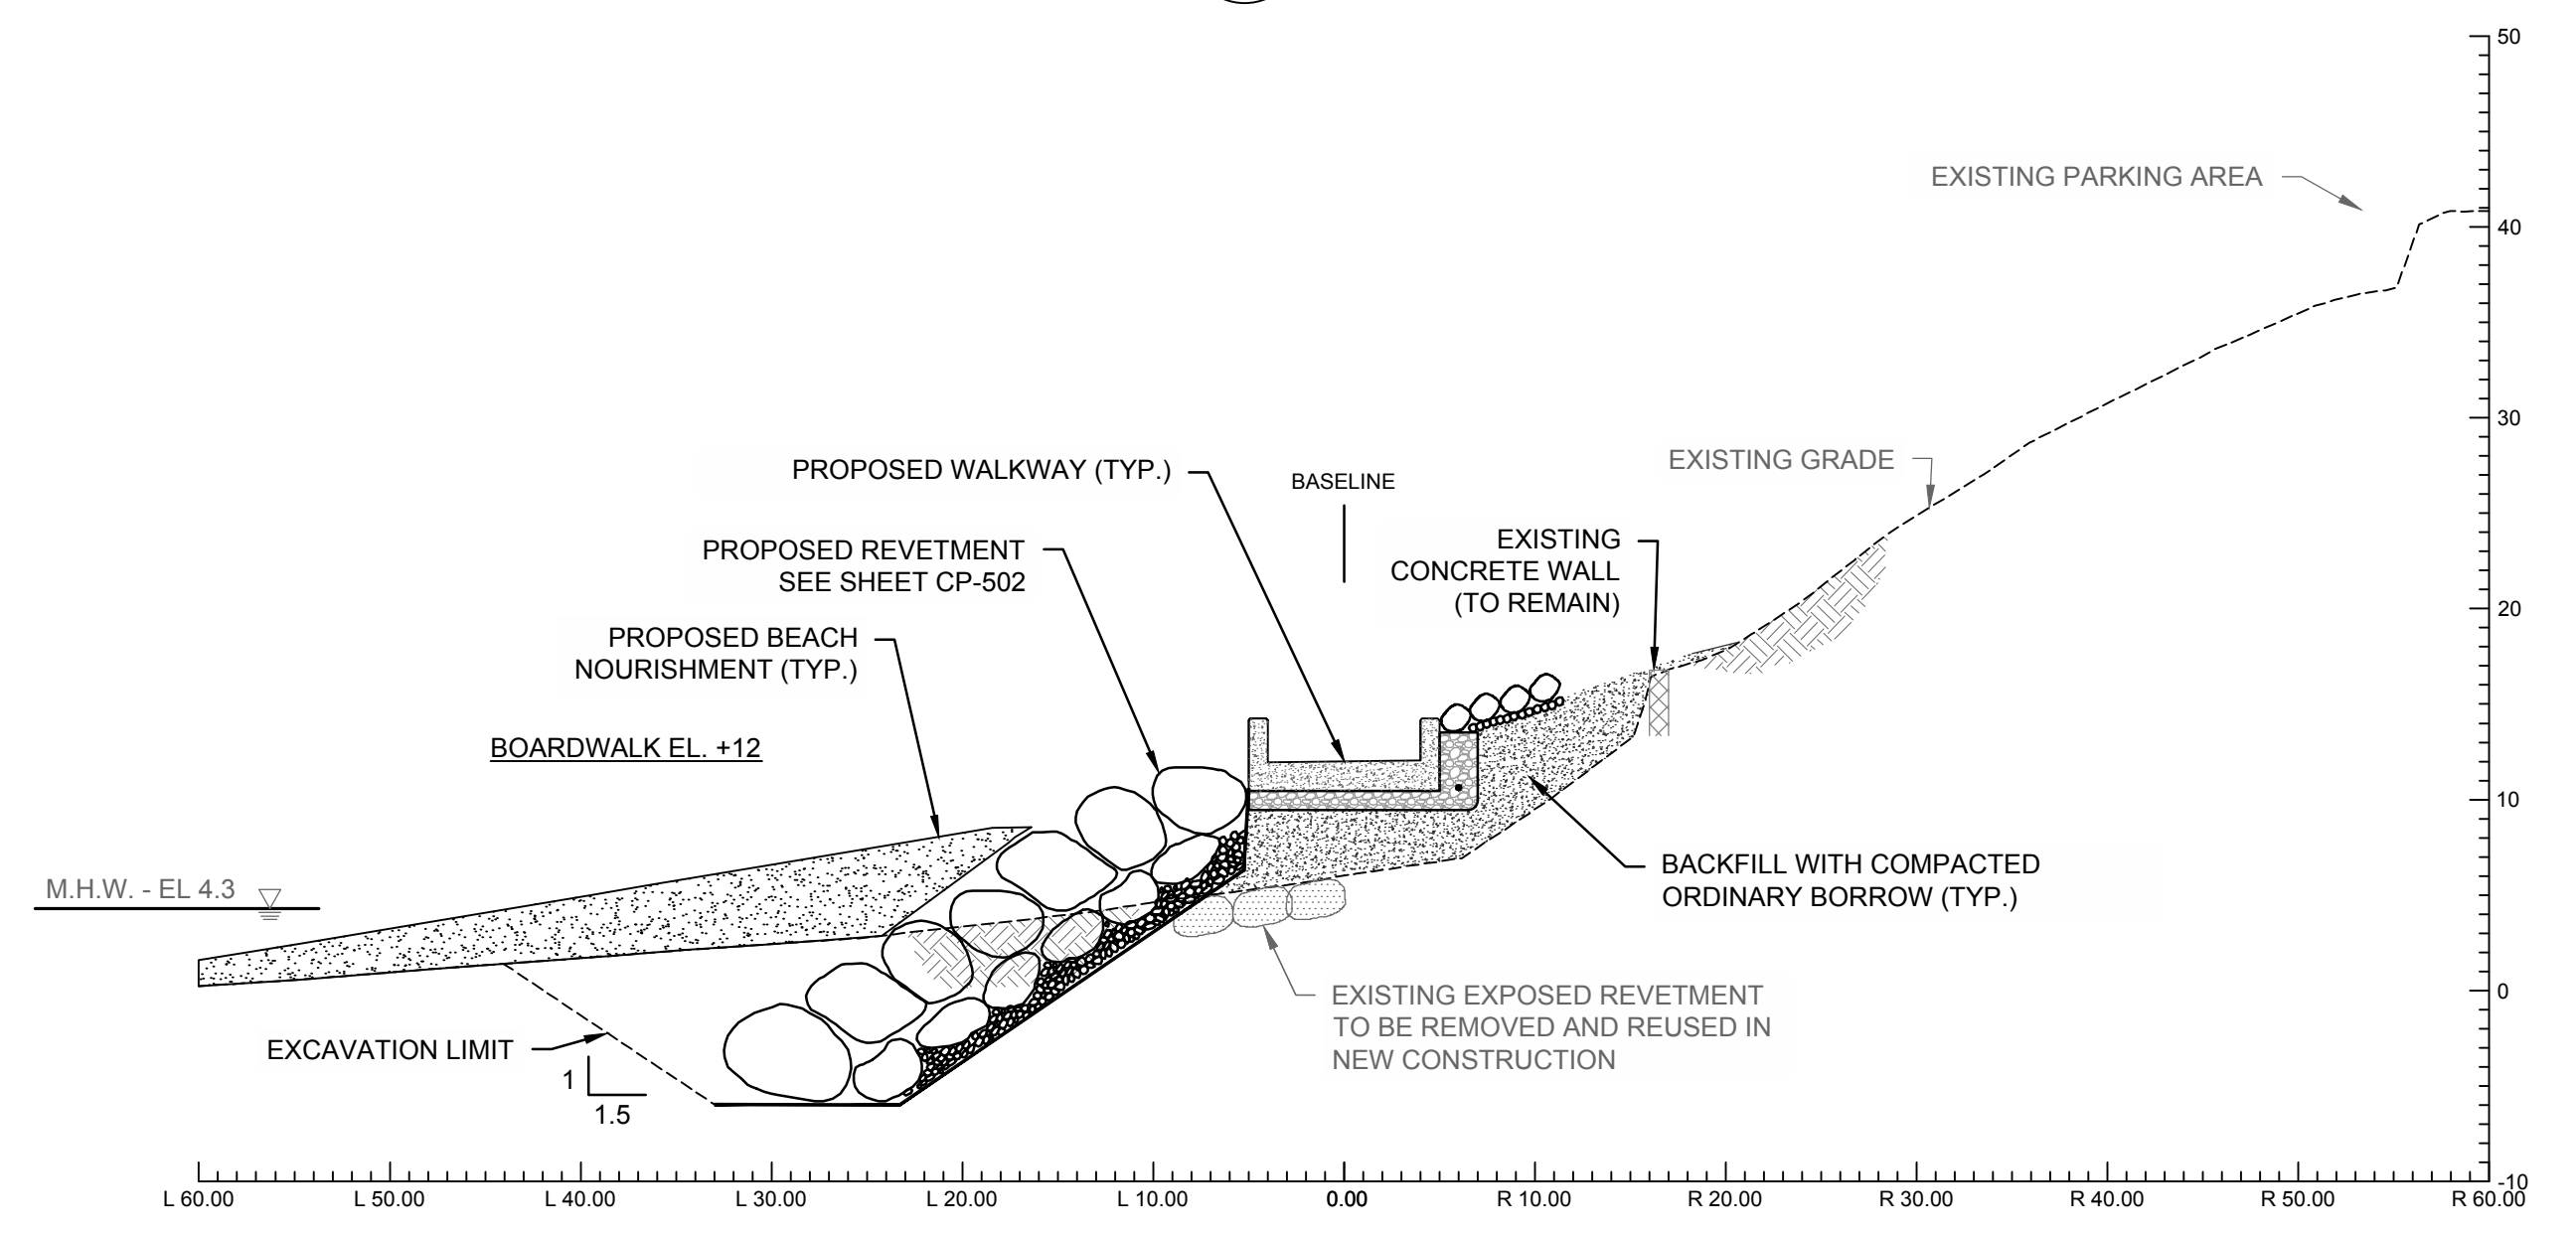 50
EXISTING PARKING AREA
40
30
PROPOSED WALKWAY (TYP.)
BASELINE
EXISTING GRADE
PROPOSED REVETMENT
SEE SHEET CP-502
EXISTING
CONCRETE WALL
(TO REMAIN)
20
PROPOSED BEACH
NOURISHMENT (TYP.)
BOARDWALK EL. +12
10
BACKFILL WITH COMPACTED
ORDINARY BORROW (TYP.)
M.H.W. - EL 4.3
0
EXISTING EXPOSED REVETMENT
TO BE REMOVED AND REUSED IN
NEW CONSTRUCTION
EXCAVATION LIMIT
1
1.5
-10
L 60.00 L 50.00 L 40.00 L 30.00 L 20.00 L 10.00 0.00 R 10.00 R 20.00 R 30.00 R 40.00 R 50.00 R 60.00